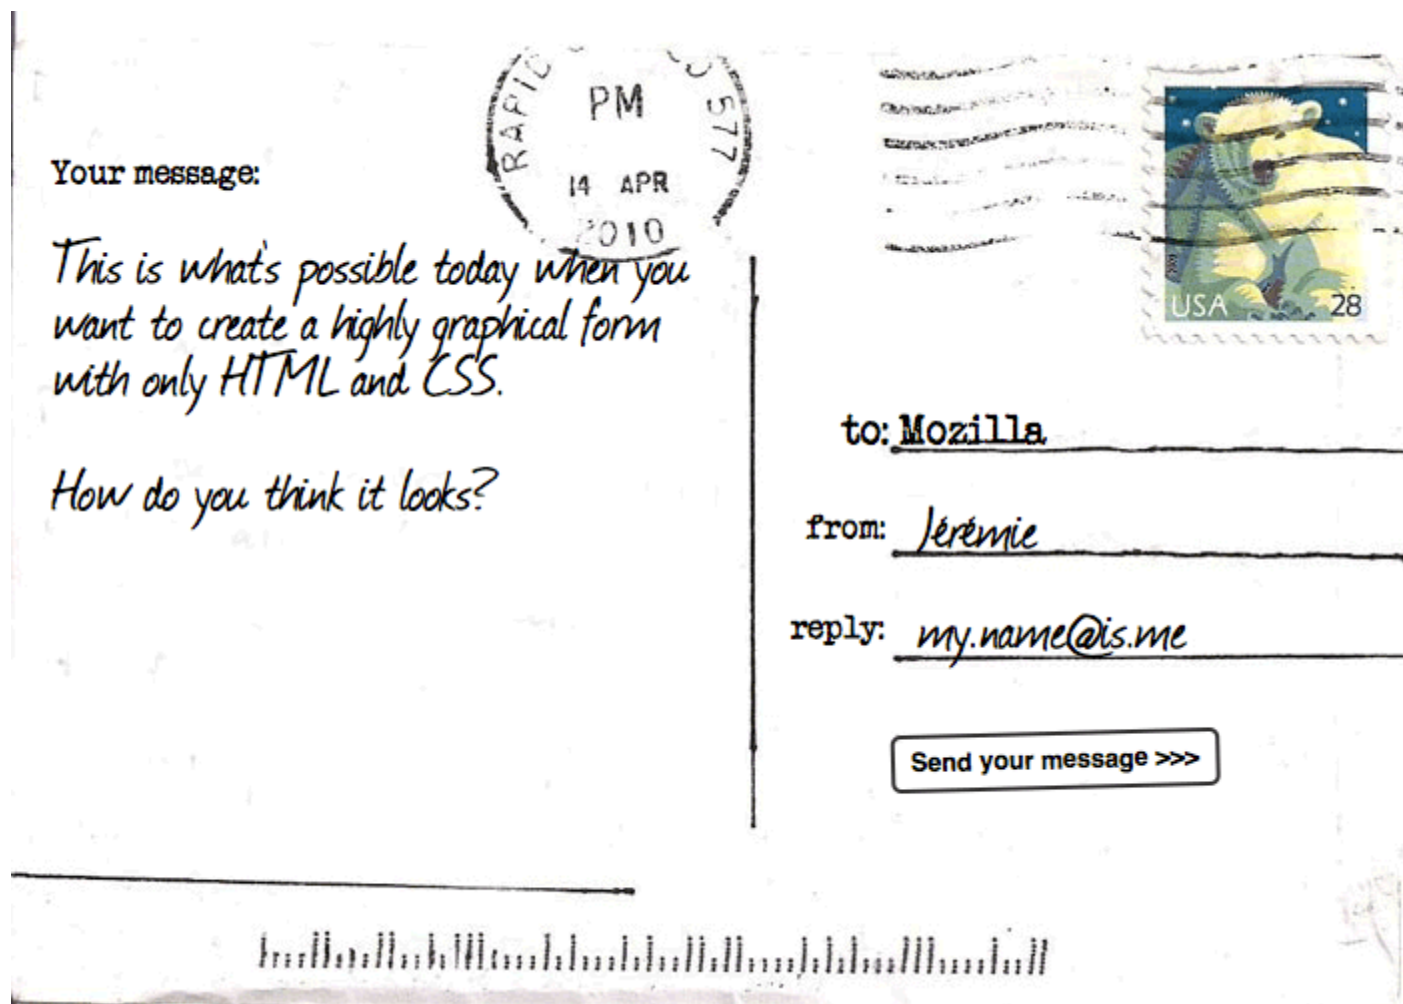 PM
577
14 APR
2010
USA 28
Your message:
This is what's possible today when you
want to create a highly graphical form
with only HTML and CSS.
How do you think it looks?
to: Mozilla
from: Jérémie
reply: my.name@is.me
Send your message >>>